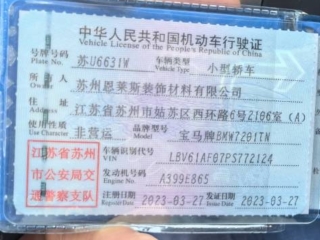 中华人民共和国机动车行驶证
Vehicle License of the People's Republic of China
号牌号码 Plate No. 苏U6631W 车辆类型 Vehicle Type 小型轿车
所有人 Owner 苏州恩莱斯装饰材料有限公司
住址 Address 江苏省苏州市姑苏区西环路6号2106室(A)
使用性质 Use Character 非营运 品牌型号 Model 宝马牌BMW7201TN
江苏省苏州市公安局交通警察支队
车辆识别代号 VIN LBV61AF07PS772124
发动机号码 Engine No. A399E865
注册日期 2023-03-27 发证日期 Issue Date 2023-03-27